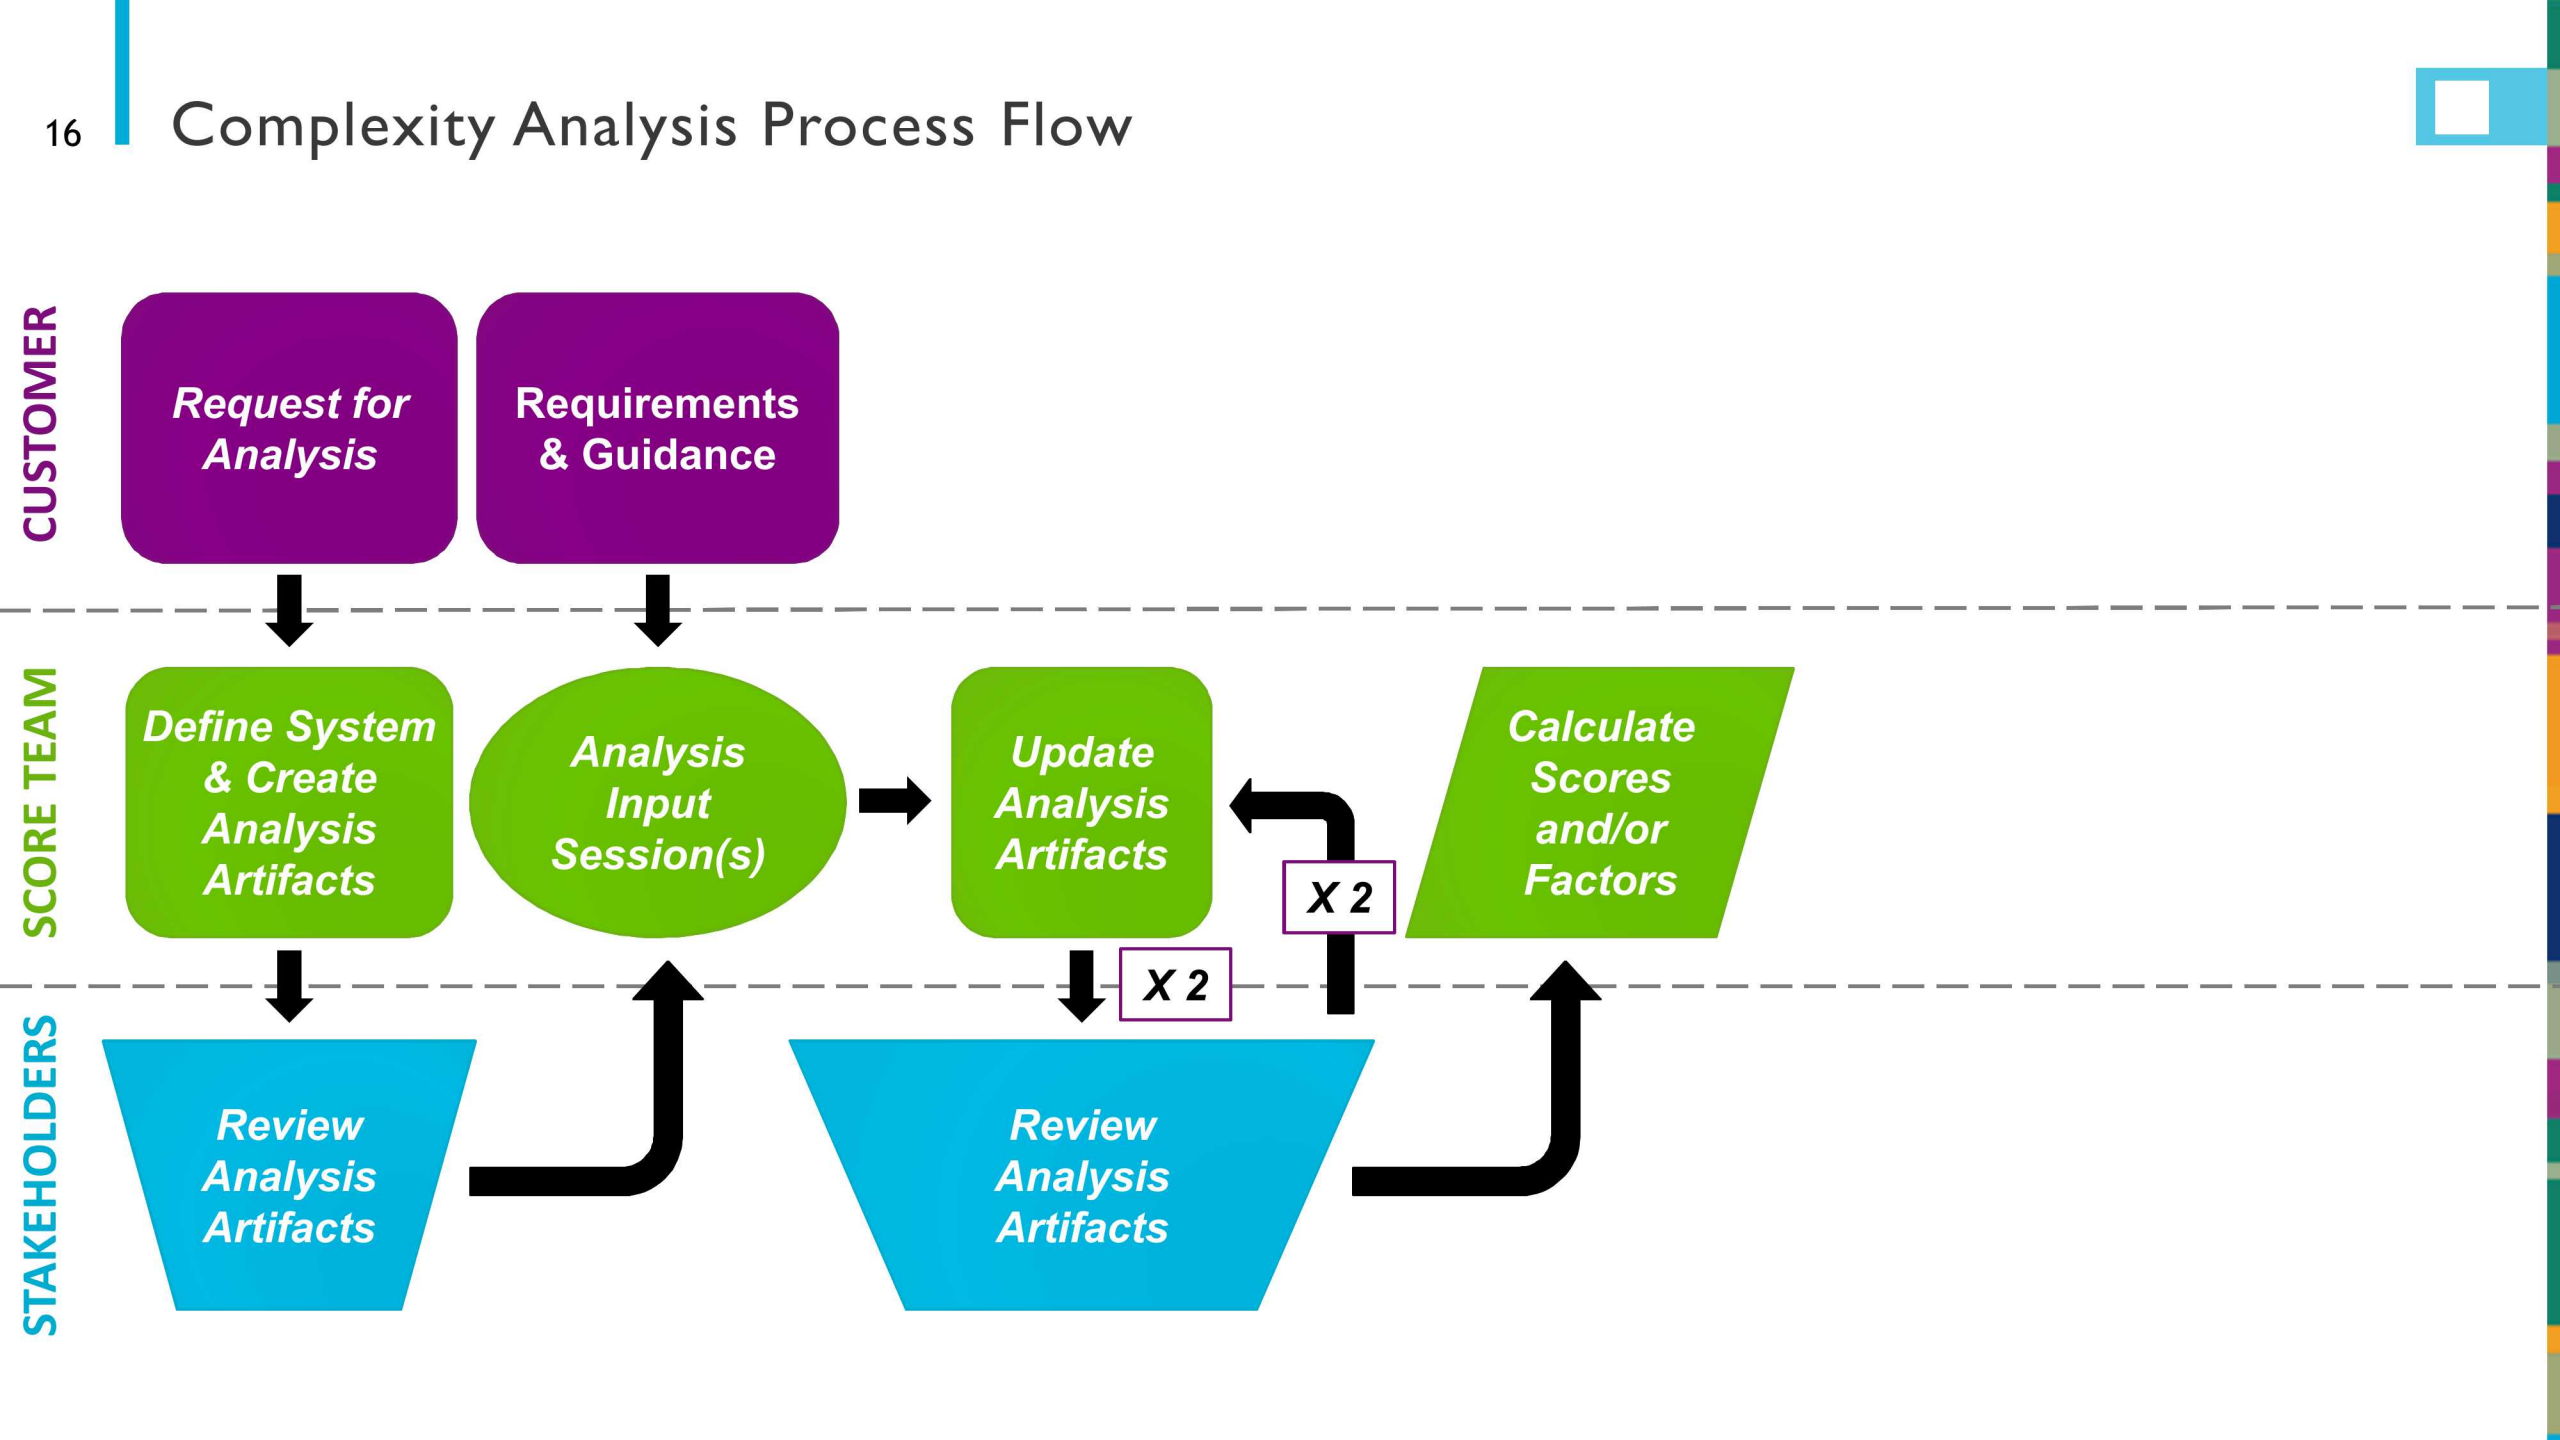 16
Complexity Analysis Process Flow
CUSTOMER
Request for
Analysis
Requirements
& Guidance
SCORE TEAM
Define System
& Create
Analysis
Artifacts
Analysis
Input
Session(s)
Update
Analysis
Artifacts
X 2
X 2
Calculate
Scores
and/or
Factors
STAKEHOLDERS
Review
Analysis
Artifacts
Review
Analysis
Artifacts